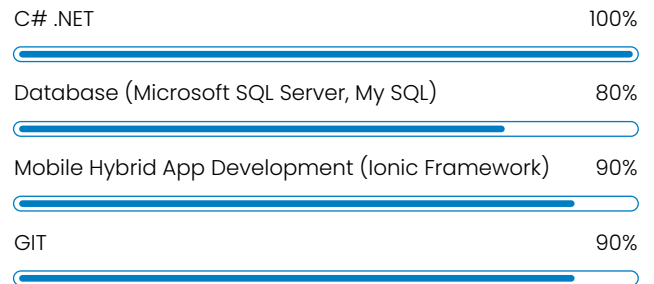 C# .NET 100%
Database (Microsoft SQL Server, My SQL) 80%
Mobile Hybrid App Development (Ionic Framework) 90%
GIT 90%